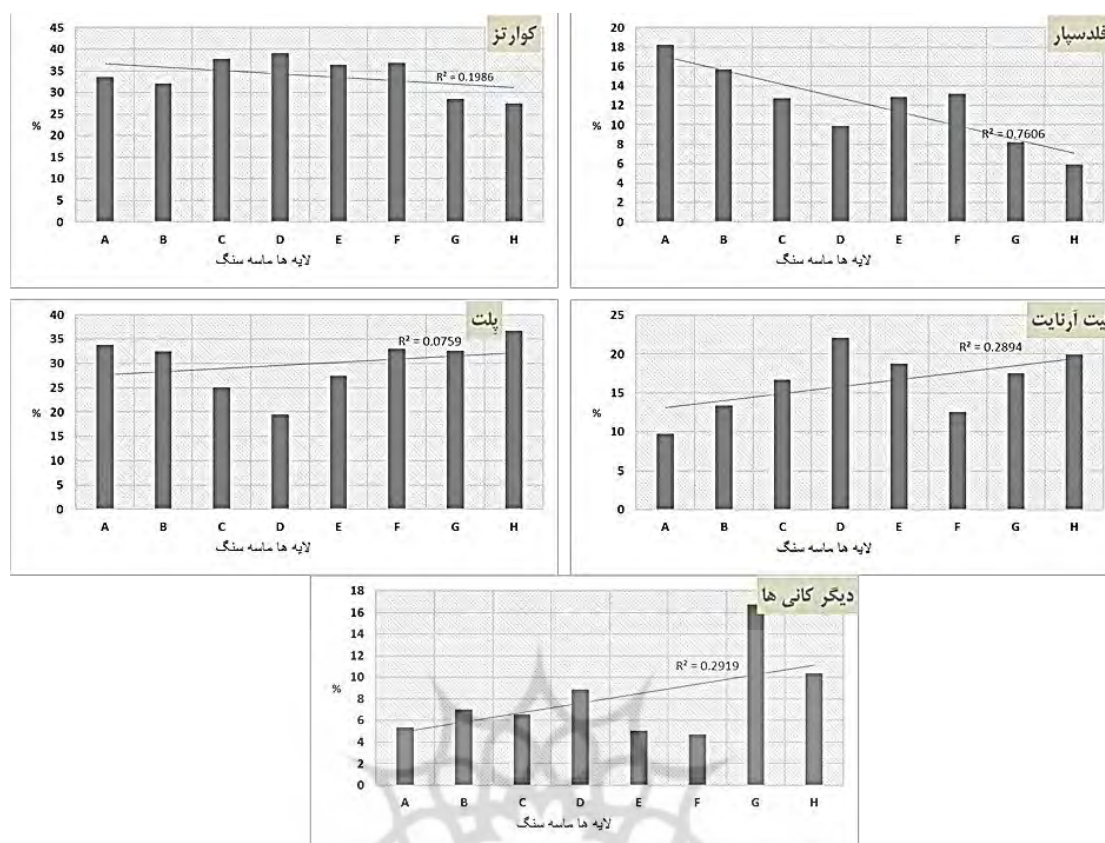 کوارتز
45
40
35
30
25
20
15
10
5
0
%
R² = 0.1986
A B C D E F G H
لایه ها ماسه سنگ
فلدسپار
20
18
16
14
12
10
8
6
4
2
0
%
R² = 0.7606
A B C D E F G H
لایه ها ماسه سنگ
پلت
40
35
30
25
20
15
10
5
0
%
R² = 0.0759
A B C D E F G H
لایه ها ماسه سنگ
یت آرنایت
25
20
15
10
5
0
%
R² = 0.2894
A B C D E F G H
لایه ها ماسه سنگ
دیگر کانی ها
18
16
14
12
10
8
6
4
2
0
%
R² = 0.2919
A B C D E F G H
لایه ها ماسه سنگ